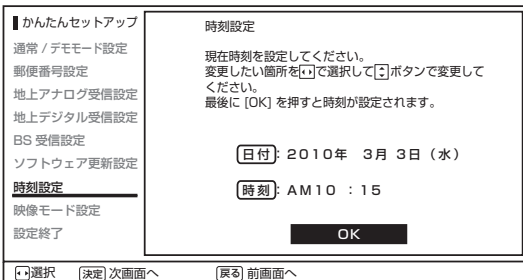 かんたんセットアップ
通常 / デモモード設定
郵便番号設定
地上アナログ受信設定
地上デジタル受信設定
BS 受信設定
ソフトウェア更新設定
時刻設定
映像モード設定
設定終了
時刻設定
現在時刻を設定してください。
変更したい箇所を で選択して ボタンで変更して
ください。
最後に [OK] を押すと時刻が設定されます。
日付 : 2010年 3月 3日（水）
時刻 : AM10 : 15
OK
選択 決定 次画面へ 戻る 前画面へ